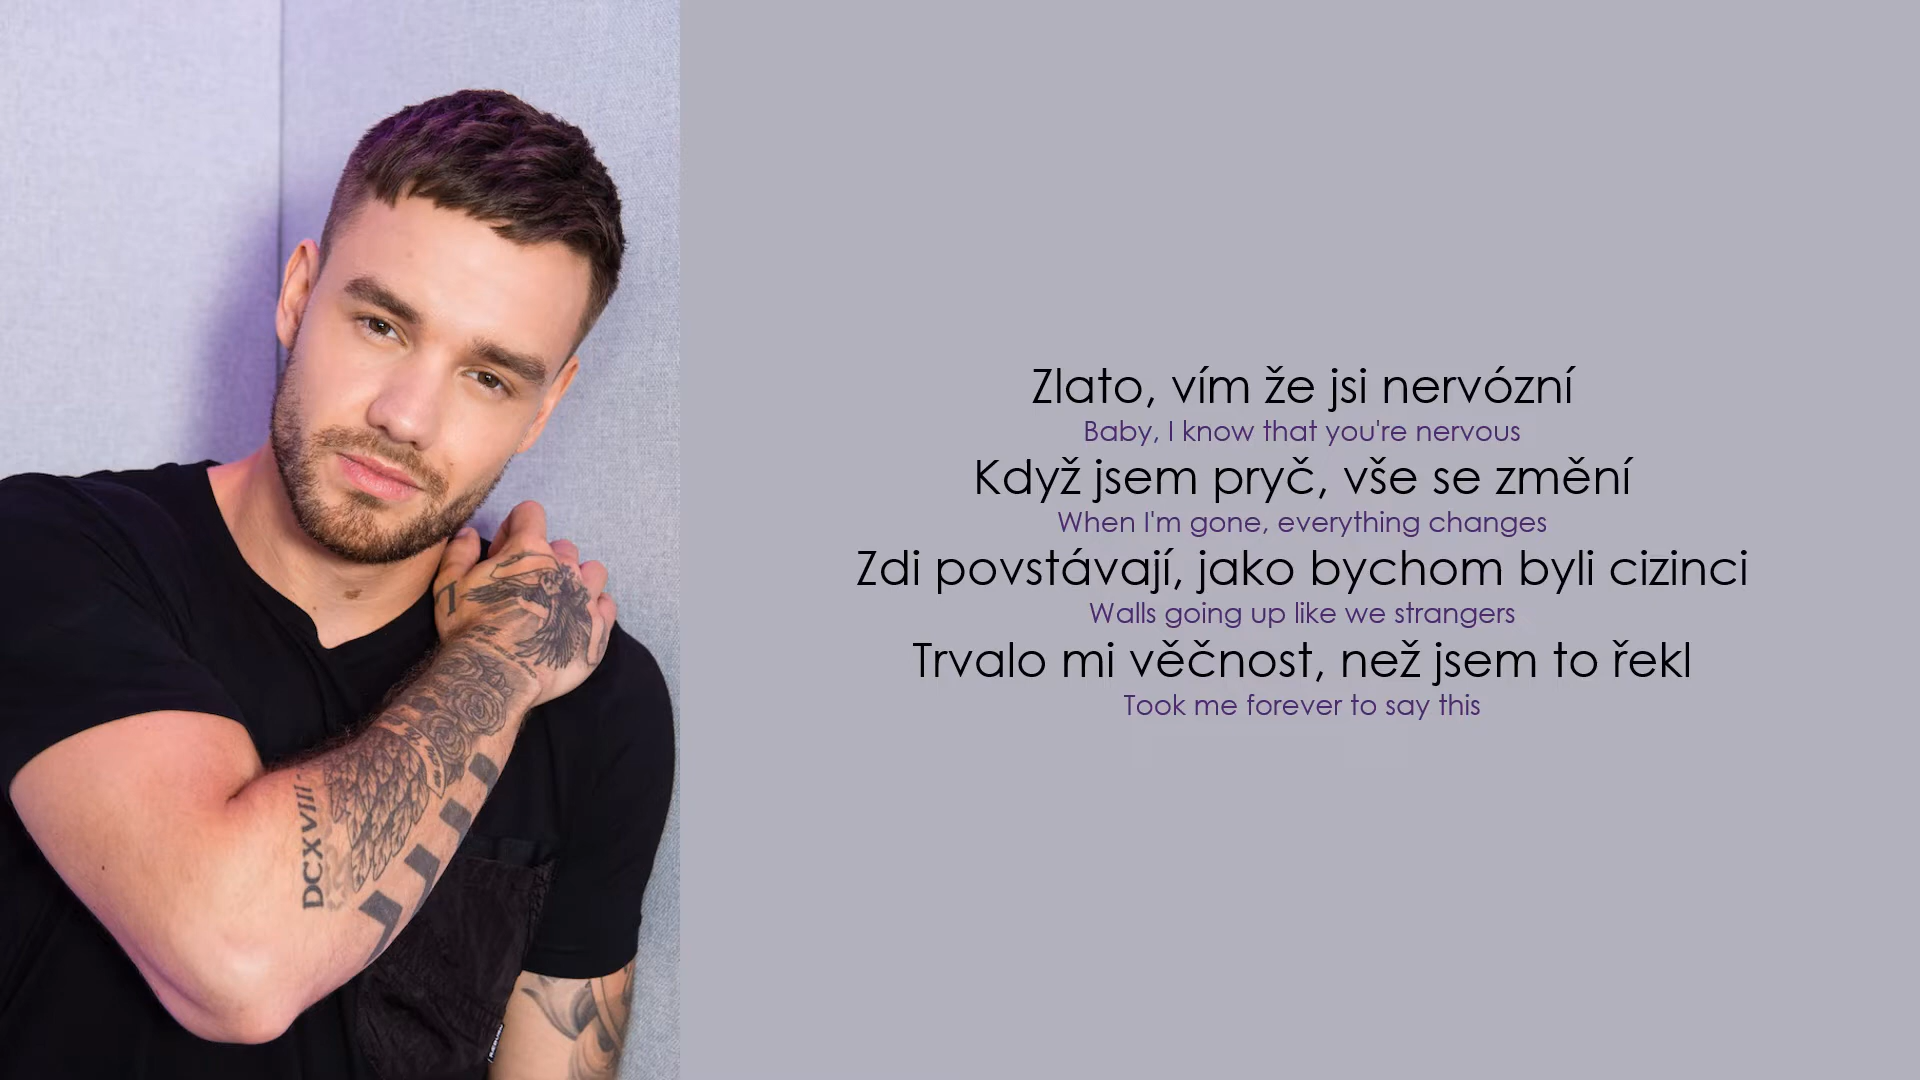 Zlato, vím že jsi nervózní
Baby, I know that you're nervous
Když jsem pryč, vše se změní
When I'm gone, everything changes
Zdi povstávají, jako bychom byli cizinci
Walls going up like we strangers
Trvalo mi věčnost, než jsem to řekl
Took me forever to say this
DCXVIII